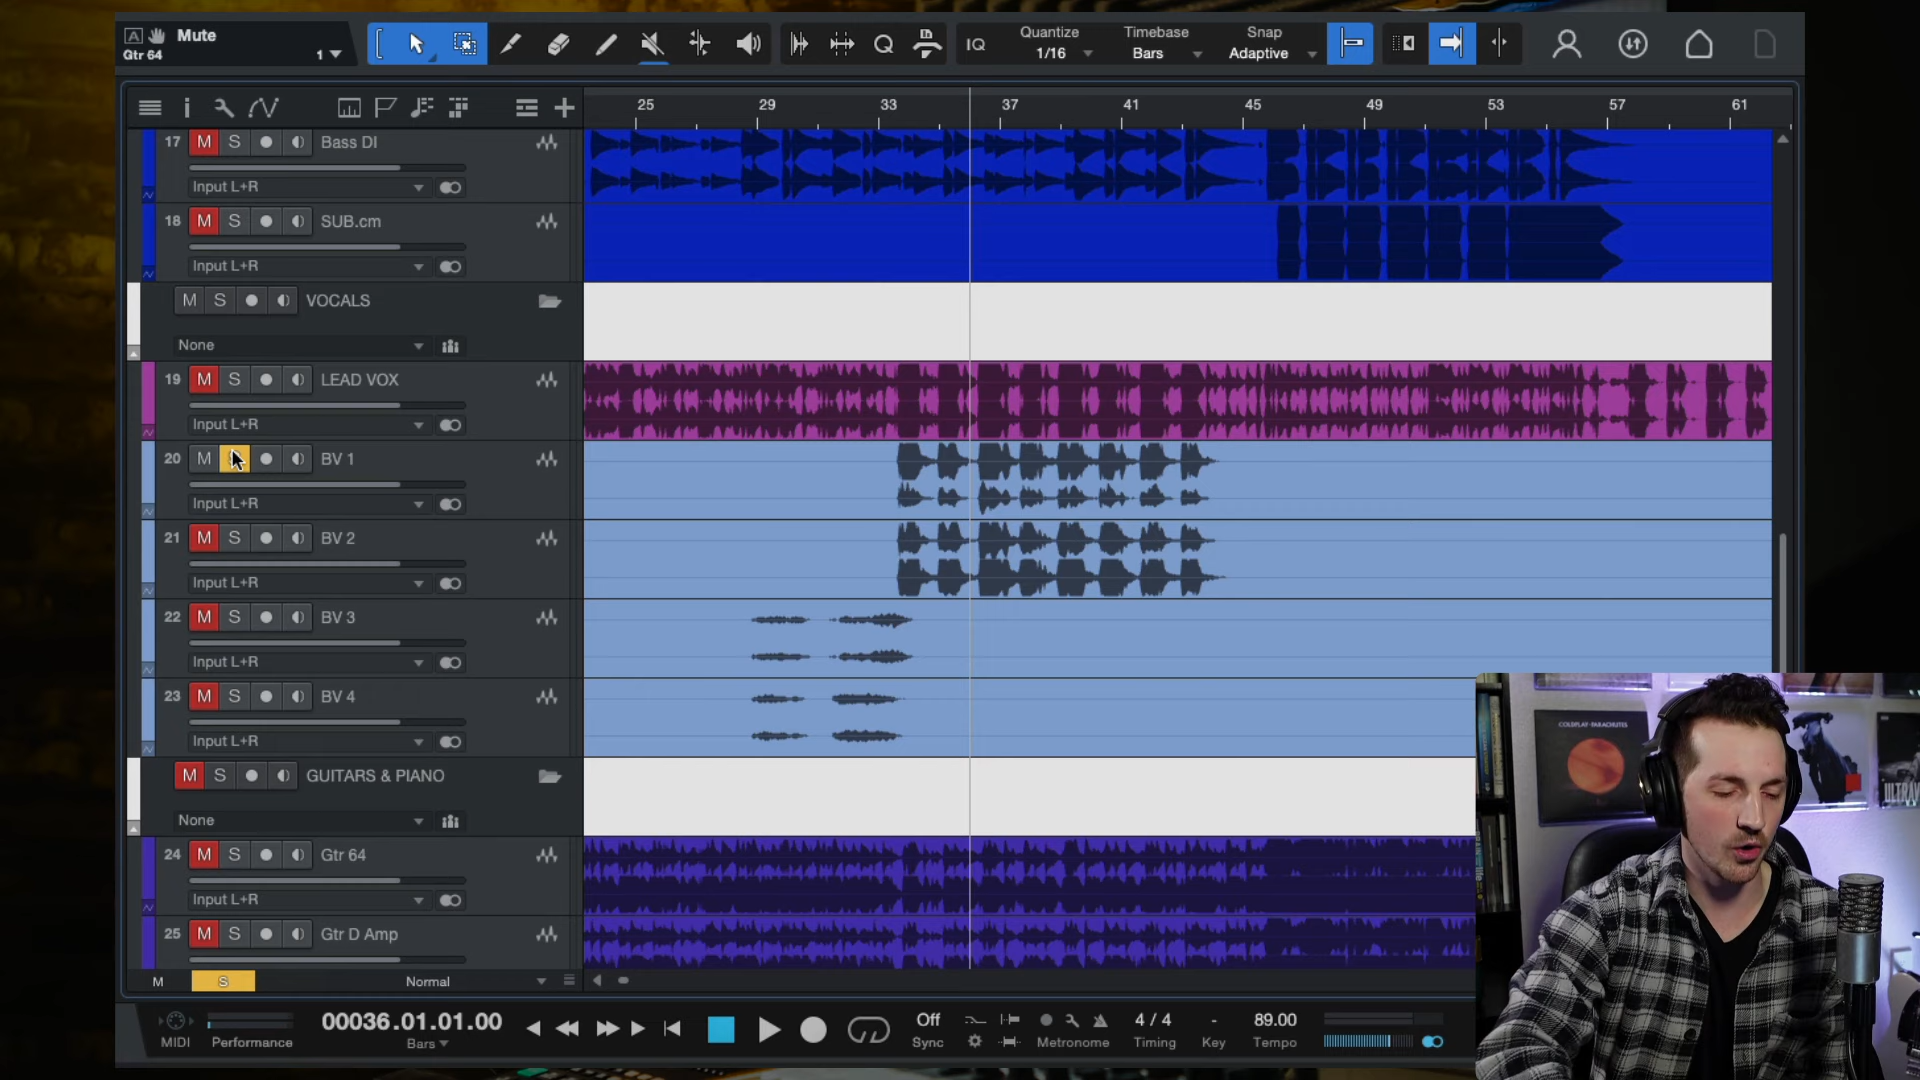 A Mute
Gtr 64 1
IQ
Quantize
1/16
Timebase
Bars
Snap
Adaptive
i
25 29 33 37 41 45 49 53 57 61
17 M S Bass DI
Input L+R
18 M S SUB.cm
Input L+R
M S VOCALS
None
19 M S LEAD VOX
Input L+R
20 M BV 1
Input L+R
21 M S BV 2
Input L+R
22 M S BV 3
Input L+R
23 M S BV 4
Input L+R
M S GUITARS & PIANO
None
24 M S Gtr 64
Input L+R
25 M S Gtr D Amp
M S Normal
MIDI
Performance
00036.01.01.00
Bars
Off
Sync
Metronome
4 / 4
Timing
-
Key
89.00
Tempo
COLDPLAY·PARACHUTES